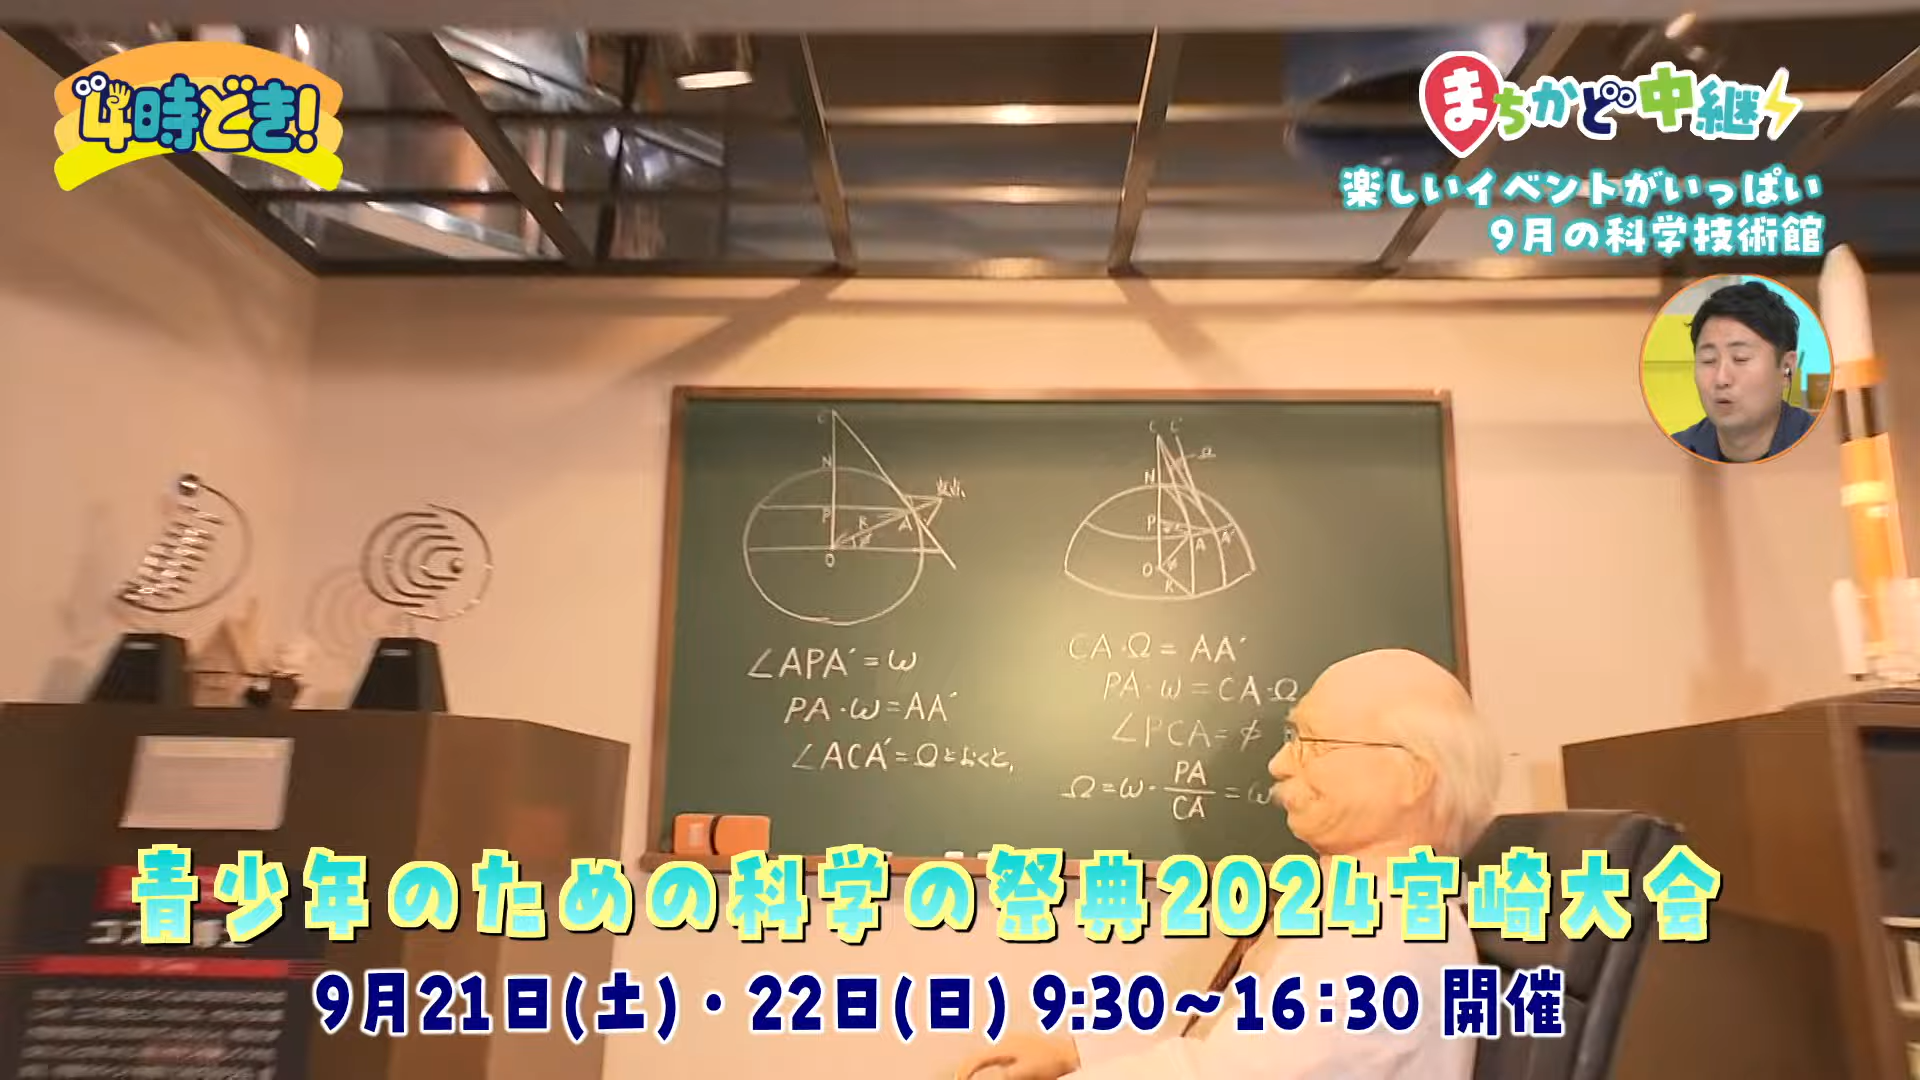 4時どき!
まちかど中継
楽しいイベントがいっぱい
9月の科学技術館
C
N
P
R
A
O
C C'
Ω
N
P
A A'
O
R
∠APA´=ω
PA・ω=AA´
∠ACA´=Ωとおくと,
CA・Ω=AA´
PA・ω=CA・Ω
∠PCA=φ
Ω=ω・PA/CA=ω
青少年のための科学の祭典2024宮崎大会
9月21日(土)・22日(日) 9:30~16:30 開催